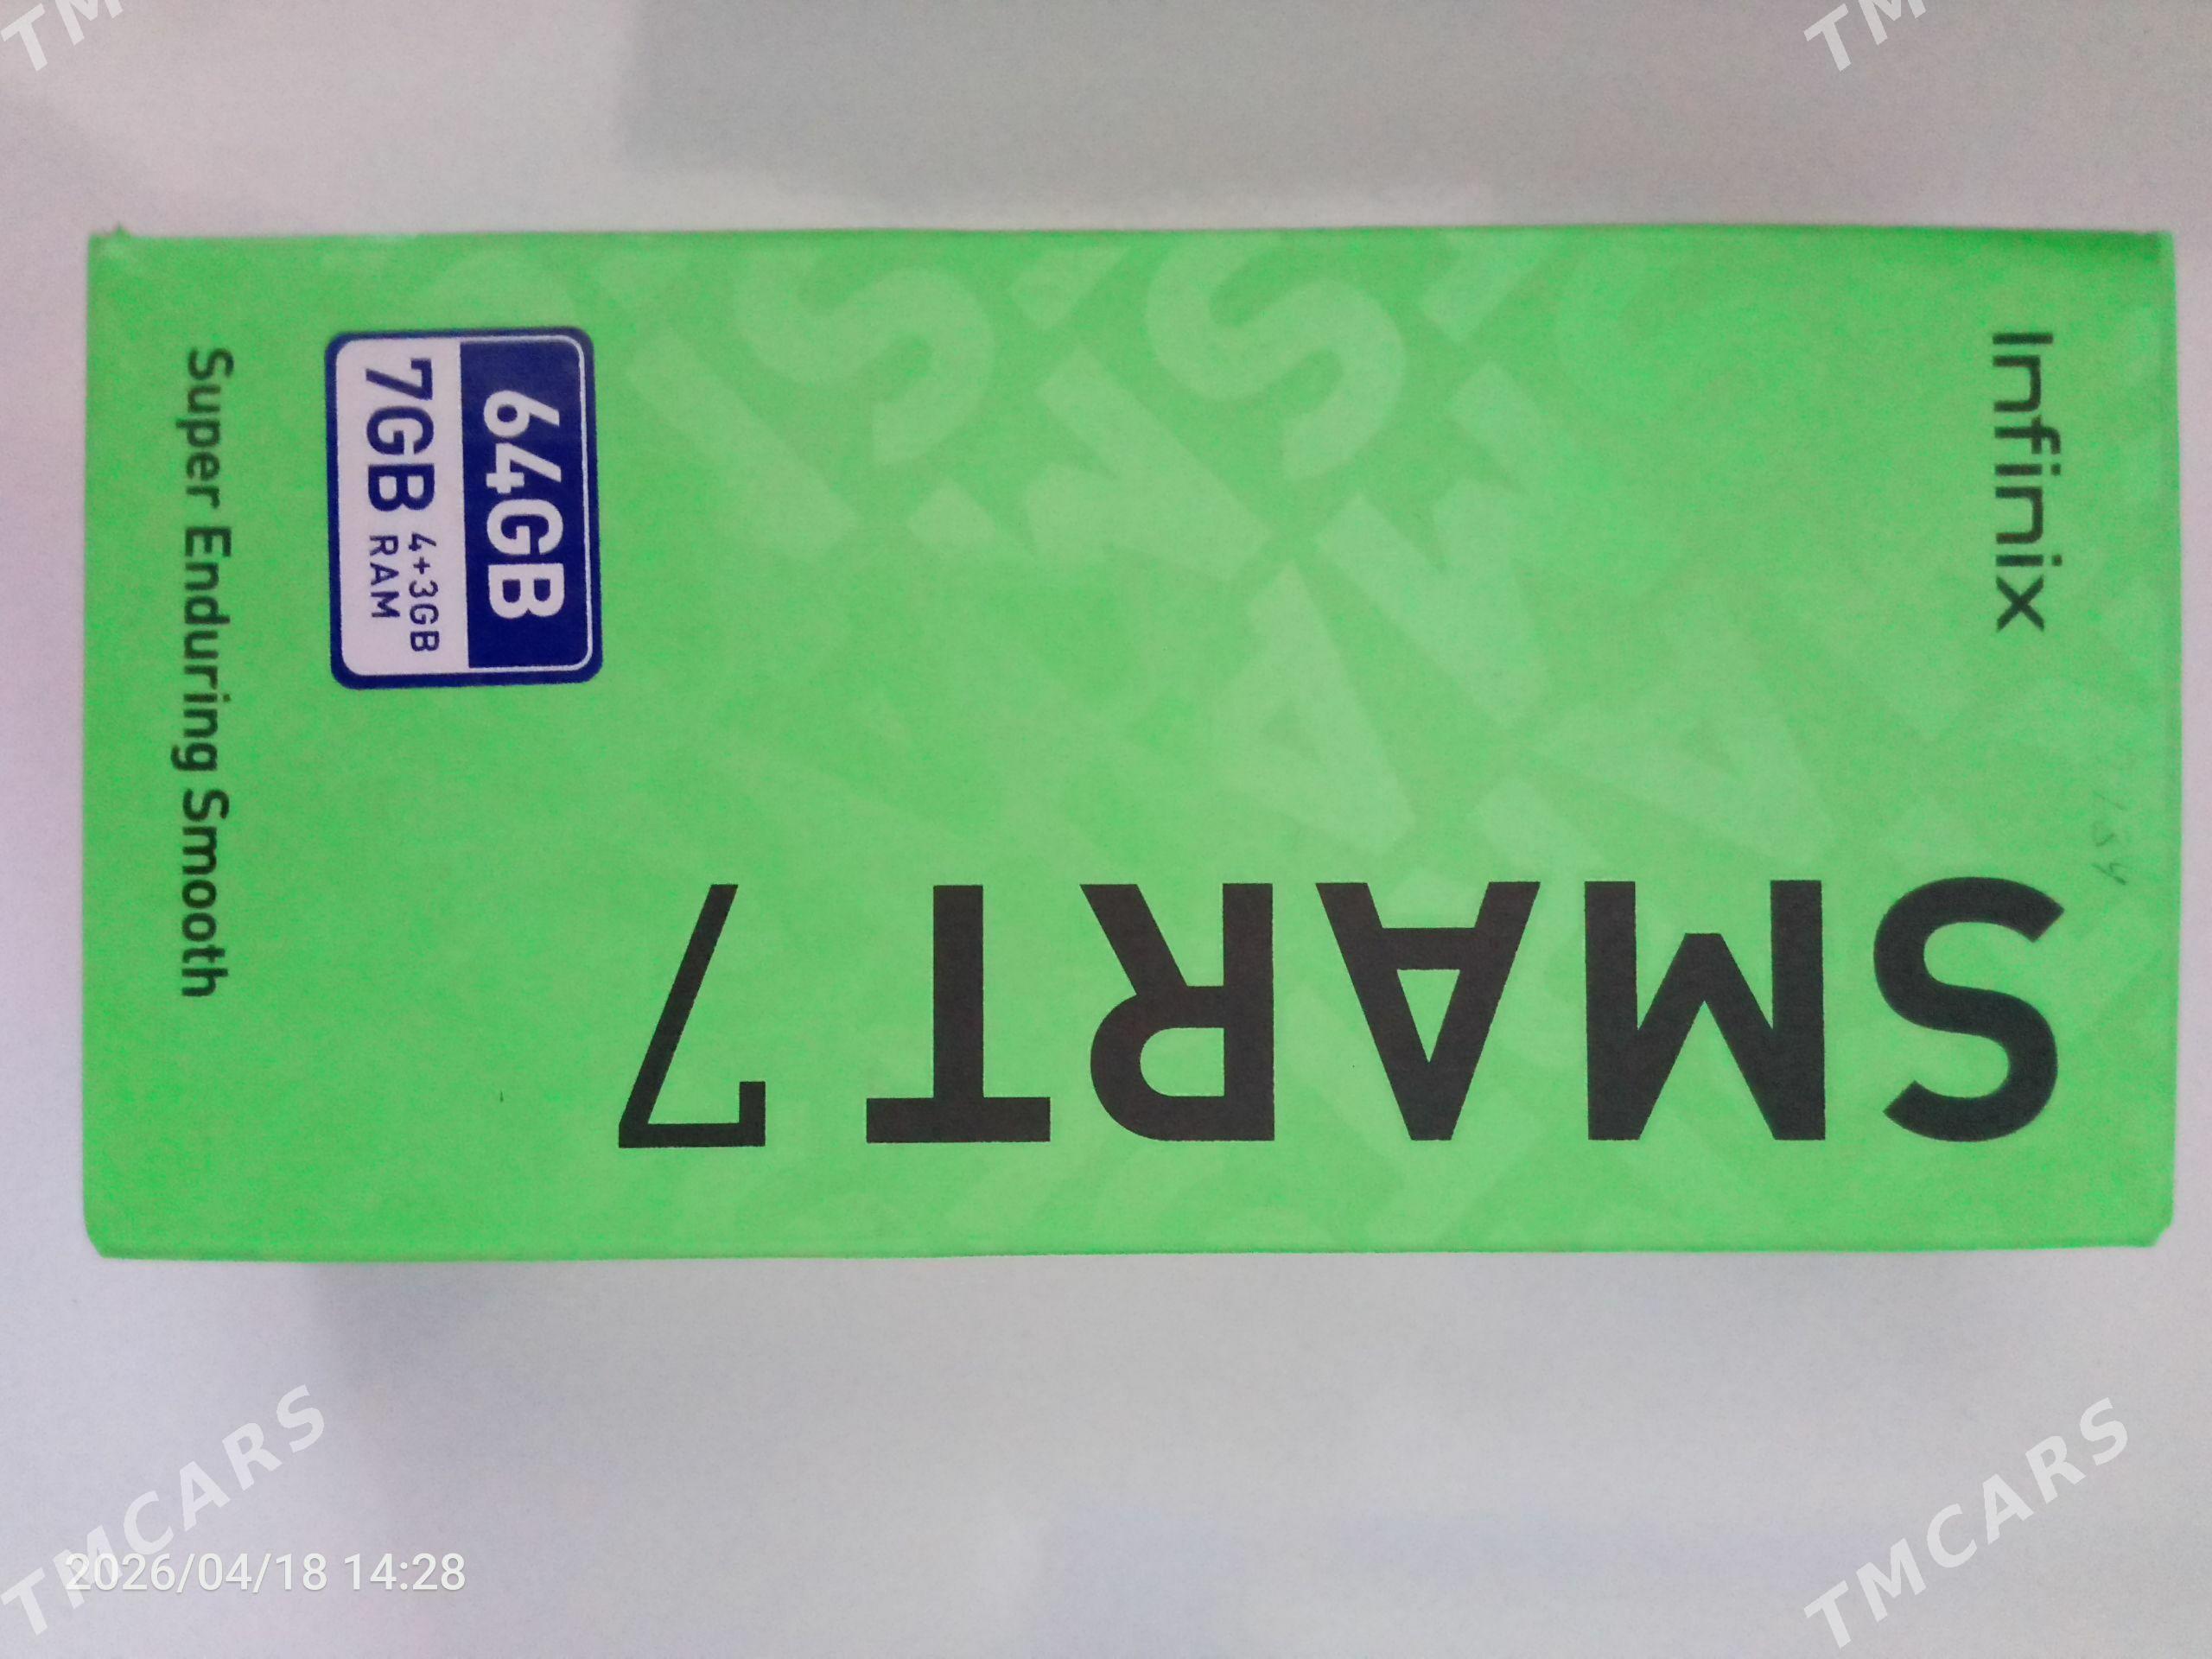 Infinix
SMART 7
64GB
7GB 4+3GB RAM
Super Enduring Smooth
TMCARS
TMCARS
2026/04/18 14:28